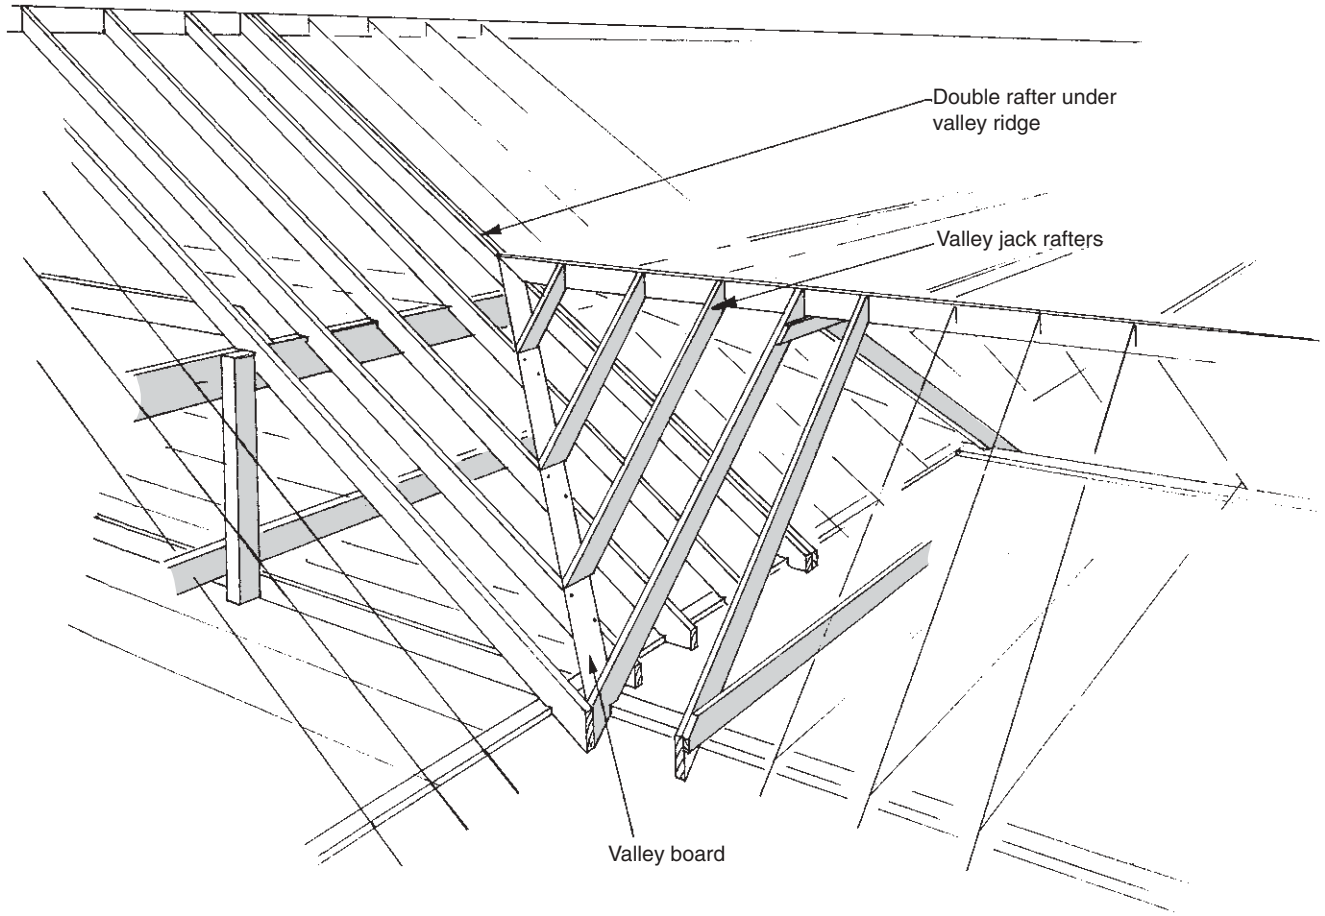 Double rafter under
valley ridge
Valley jack rafters
Valley board